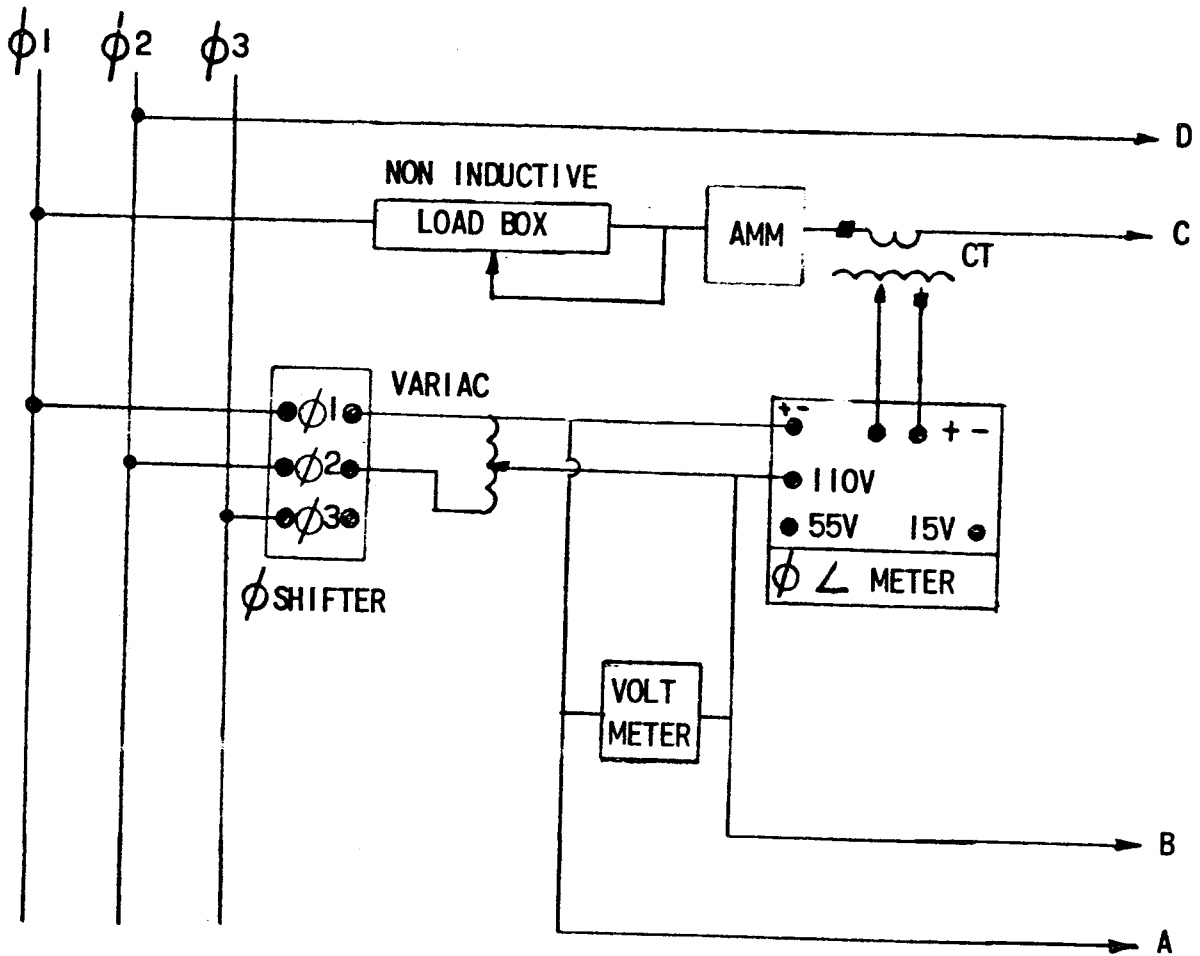 ϕ1 ϕ2 ϕ3
D
NON INDUCTIVE
LOAD BOX
AMM
C
CT
VARIAC
ϕ1
+-
+ -
ϕ2
110V
ϕ3
55V 15V
ϕ ∠ METER
ϕ SHIFTER
VOLT
METER
B
A